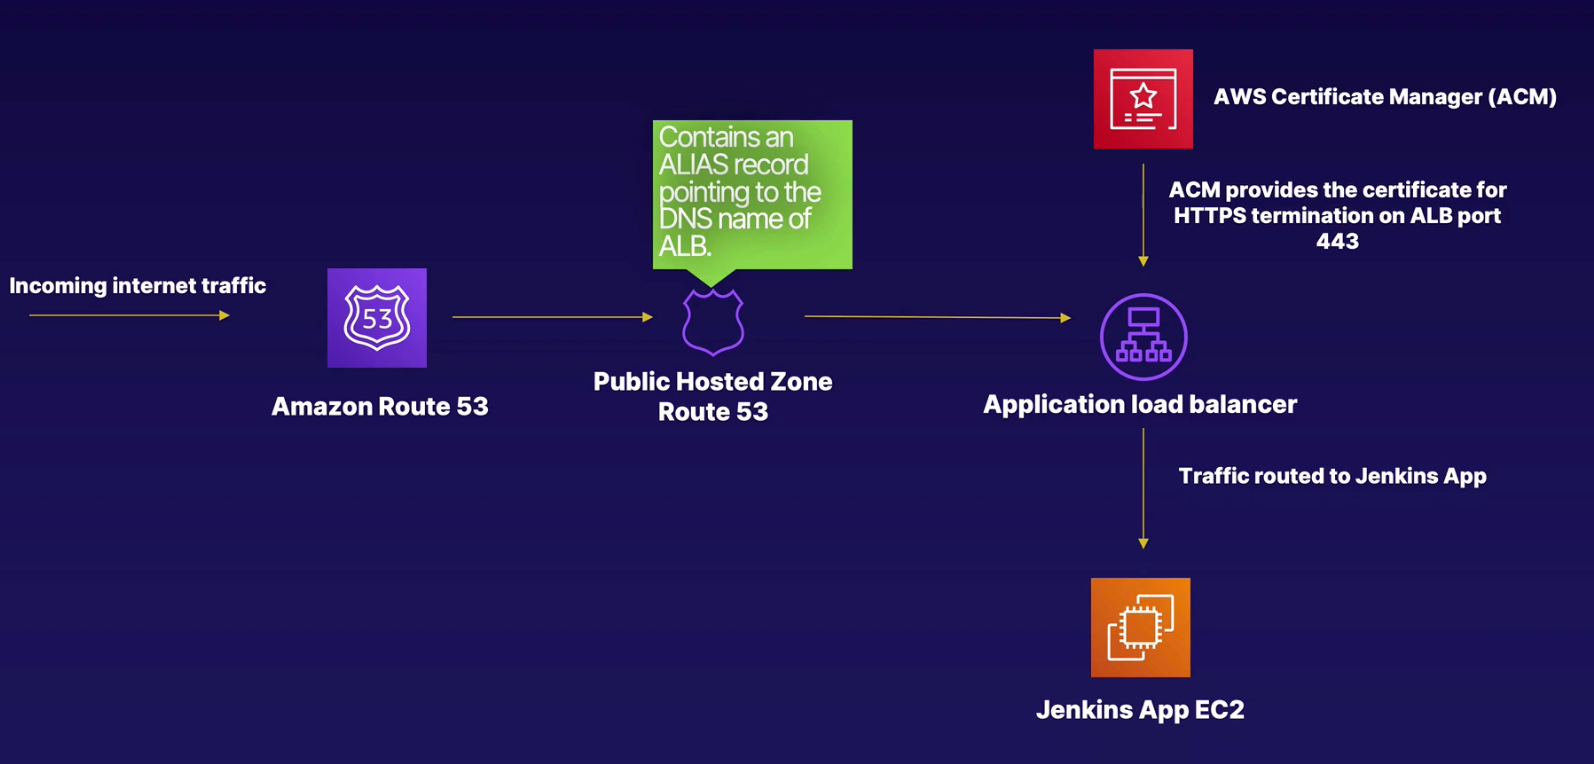 AWS Certificate Manager (ACM)
Contains an
ALIAS record
pointing to the
DNS name of
ALB.
ACM provides the certificate for
HTTPS termination on ALB port
443
Incoming internet traffic
53
Amazon Route 53
Public Hosted Zone
Route 53
Application load balancer
Traffic routed to Jenkins App
Jenkins App EC2